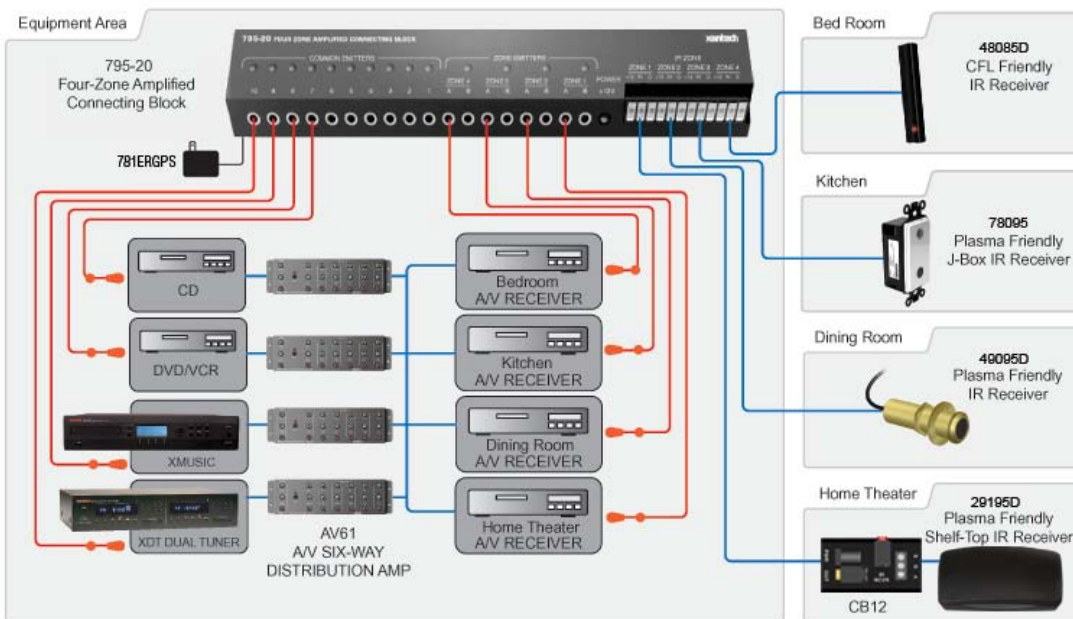 Equipment Area
795-20
Four-Zone Amplified
Connecting Block
795-20 FOUR ZONE AMPLIFIED CONNECTING BLOCK
xantech
COMMON EMITTERS
ZONE EMITTERS
IR ZONE
ZONE 1 ZONE 2 ZONE 3 ZONE 4
POWER
A B A B A B A B
781ERGPS
CD
DVD/VCR
XMUSIC
XDT DUAL TUNER
AV61
A/V SIX-WAY
DISTRIBUTION AMP
Bedroom
A/V RECEIVER
Kitchen
A/V RECEIVER
Dining Room
A/V RECEIVER
Home Theater
A/V RECEIVER
Bed Room
48085D
CFL Friendly
IR Receiver
Kitchen
78095
Plasma Friendly
J-Box IR Receiver
Dining Room
49095D
Plasma Friendly
IR Receiver
Home Theater
29195D
Plasma Friendly
Shelf-Top IR Receiver
CB12